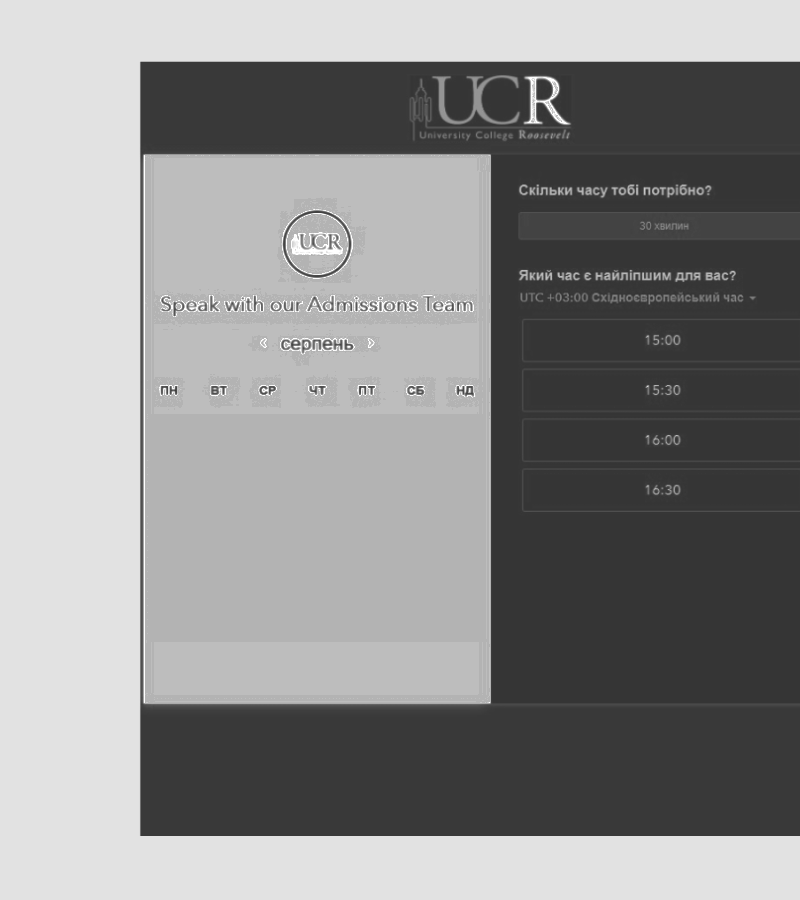 UCR
University College Roosevelt
UCR
Speak with our Admissions Team
‹ серпень ›
ПН ВТ СР ЧТ ПТ СБ НД
Скільки часу тобі потрібно?
30 хвилин
Який час є найліпшим для вас?
UTC +03:00 Східноєвропейський час
15:00
15:30
16:00
16:30